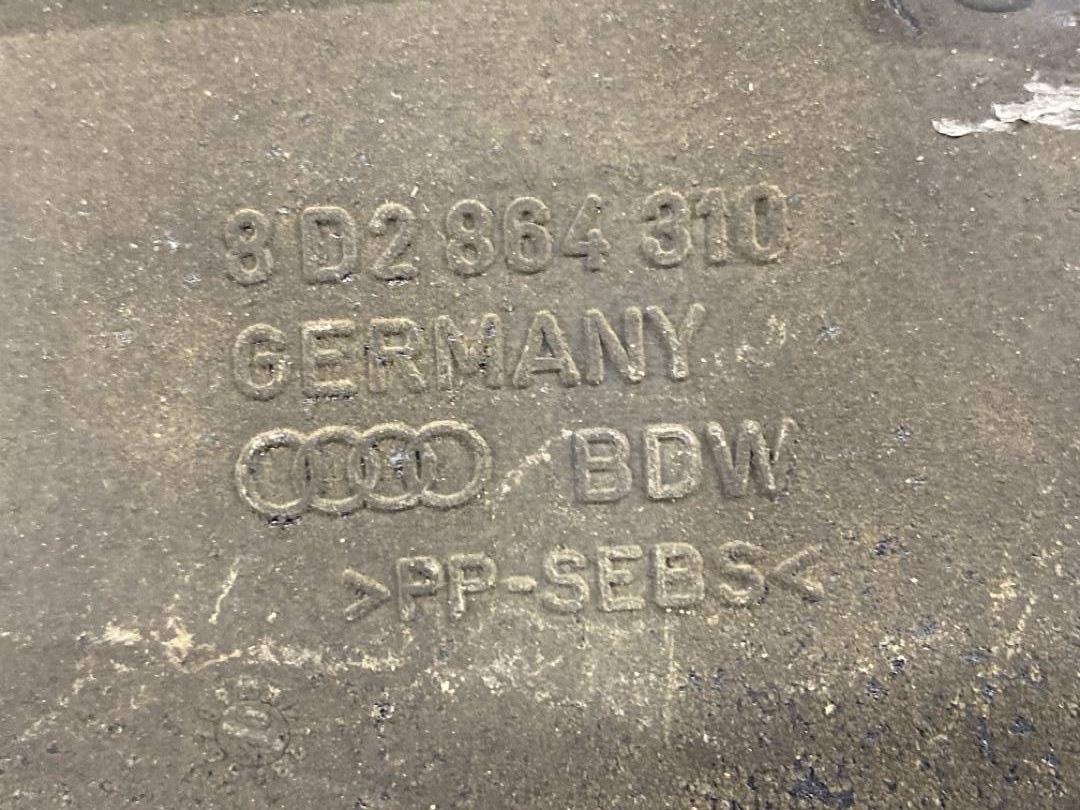 8D2 864 310
GERMANY
BDW
>PP-SEBS<